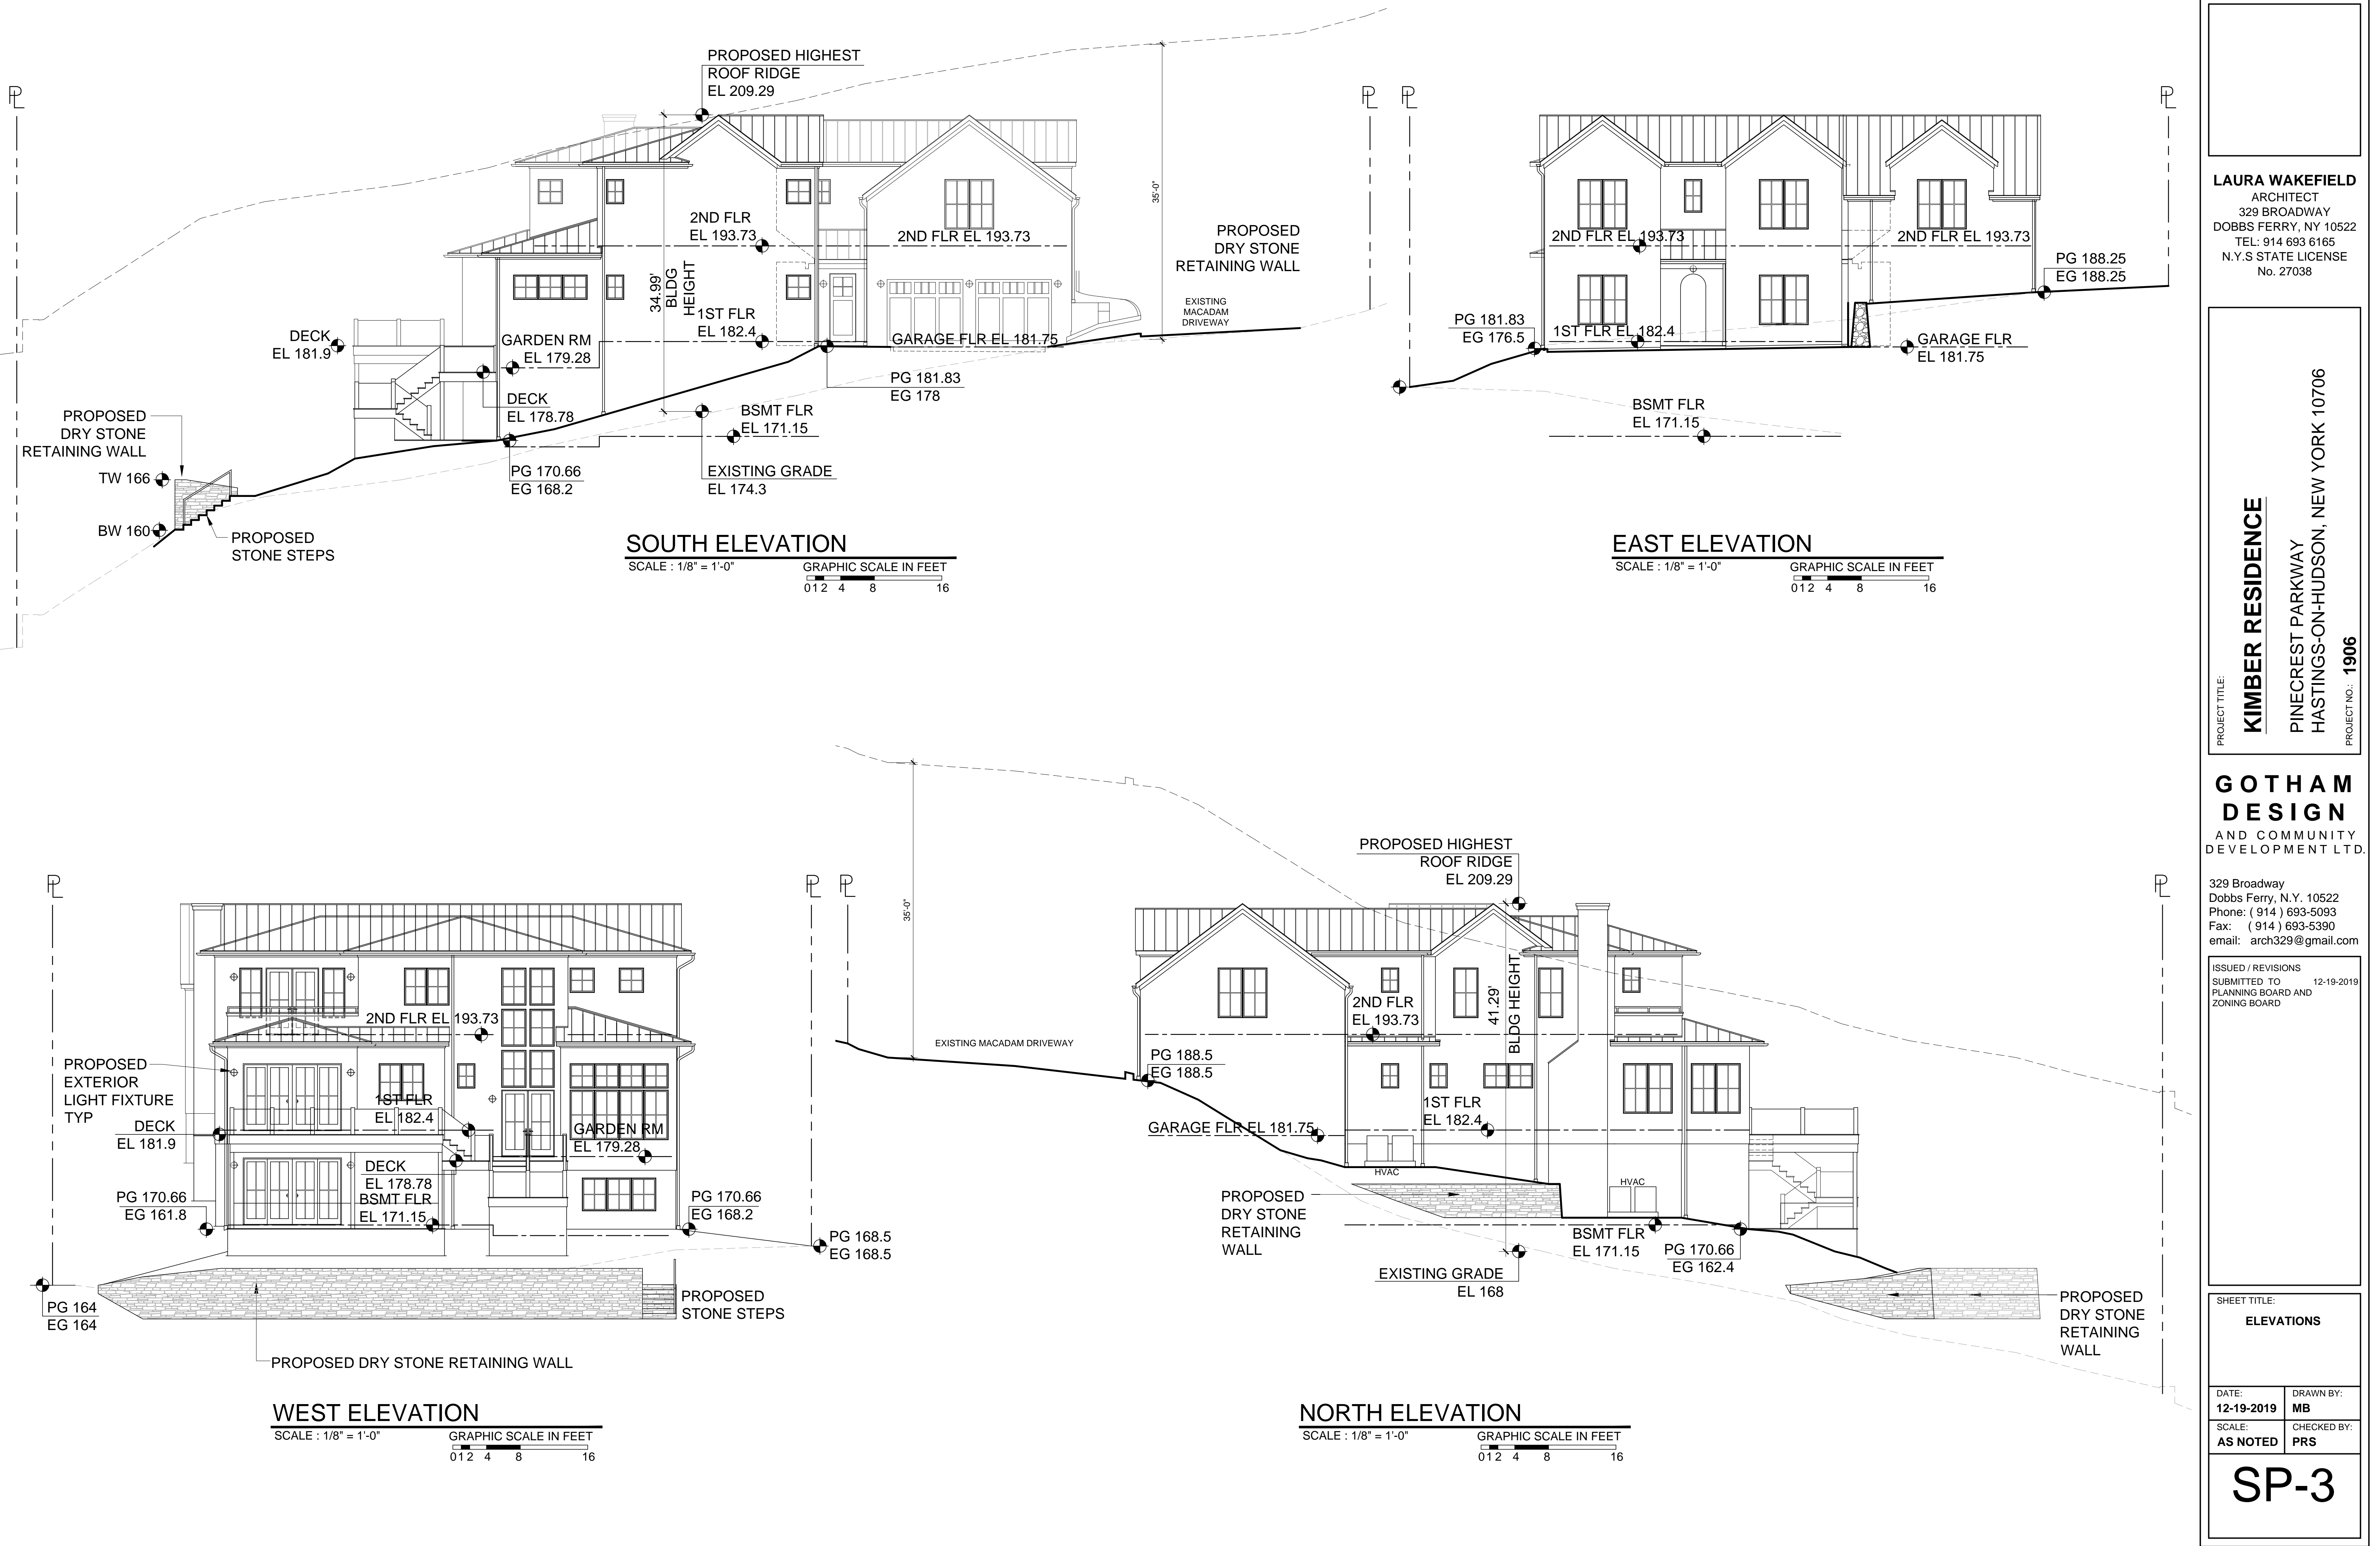 PL
PL
PROPOSED HIGHEST
ROOF RIDGE
EL 209.29
35'-0"
34.99'
BLDG
HEIGHT
2ND FLR
EL 193.73
2ND FLR EL 193.73
PROPOSED
DRY STONE
RETAINING WALL
EXISTING
MACADAM
DRIVEWAY
1ST FLR
EL 182.4
GARAGE FLR EL 181.75
DECK
EL 181.9
GARDEN RM
EL 179.28
DECK
EL 178.78
PG 181.83
EG 178
BSMT FLR
EL 171.15
PROPOSED
DRY STONE
RETAINING WALL
TW 166
BW 160
PG 170.66
EG 168.2
EXISTING GRADE
EL 174.3
PROPOSED
STONE STEPS
SOUTH ELEVATION
SCALE : 1/8" = 1'-0"
GRAPHIC SCALE IN FEET
0 1 2 4 8 16
PL
PL
2ND FLR EL 193.73
2ND FLR EL 193.73
PG 188.25
EG 188.25
PG 181.83
EG 176.5
1ST FLR EL 182.4
GARAGE FLR
EL 181.75
BSMT FLR
EL 171.15
EAST ELEVATION
SCALE : 1/8" = 1'-0"
GRAPHIC SCALE IN FEET
0 1 2 4 8 16
PL
PL
2ND FLR EL 193.73
PROPOSED
EXTERIOR
LIGHT FIXTURE
TYP
1ST FLR
EL 182.4
DECK
EL 181.9
GARDEN RM
EL 179.28
DECK
EL 178.78
BSMT FLR
EL 171.15
PG 170.66
EG 161.8
PG 170.66
EG 168.2
PG 168.5
EG 168.5
PG 164
EG 164
PROPOSED
STONE STEPS
PROPOSED DRY STONE RETAINING WALL
WEST ELEVATION
SCALE : 1/8" = 1'-0"
GRAPHIC SCALE IN FEET
0 1 2 4 8 16
PL
PL
35'-0"
PROPOSED HIGHEST
ROOF RIDGE
EL 209.29
41.29'
BLDG HEIGHT
2ND FLR
EL 193.73
EXISTING MACADAM DRIVEWAY
PG 188.5
EG 188.5
1ST FLR
EL 182.4
GARAGE FLR EL 181.75
HVAC
HVAC
PROPOSED
DRY STONE
RETAINING
WALL
BSMT FLR
EL 171.15
PG 170.66
EG 162.4
EXISTING GRADE
EL 168
PROPOSED
DRY STONE
RETAINING
WALL
NORTH ELEVATION
SCALE : 1/8" = 1'-0"
GRAPHIC SCALE IN FEET
0 1 2 4 8 16
LAURA WAKEFIELD
ARCHITECT
329 BROADWAY
DOBBS FERRY, NY 10522
TEL: 914 693 6165
N.Y.S STATE LICENSE
No. 27038
PROJECT TITLE:
KIMBER RESIDENCE
PINECREST PARKWAY
HASTINGS-ON-HUDSON, NEW YORK 10706
PROJECT NO.: 1906
GOTHAM
DESIGN
AND COMMUNITY
DEVELOPMENT LTD.
329 Broadway
Dobbs Ferry, N.Y. 10522
Phone: ( 914 ) 693-5093
Fax: ( 914 ) 693-5390
email: arch329@gmail.com
ISSUED / REVISIONS
SUBMITTED TO 12-19-2019
PLANNING BOARD AND
ZONING BOARD
SHEET TITLE:
ELEVATIONS
DATE: DRAWN BY:
12-19-2019 MB
SCALE: CHECKED BY:
AS NOTED PRS
SP-3